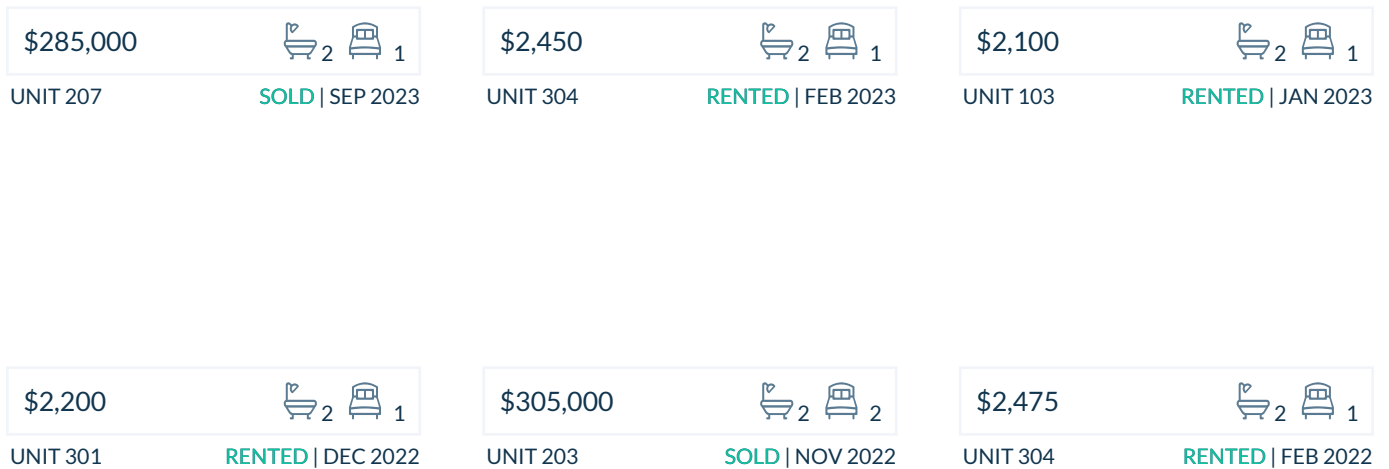 $285,000 2 1
UNIT 207 SOLD | SEP 2023
$2,450 2 1
UNIT 304 RENTED | FEB 2023
$2,100 2 1
UNIT 103 RENTED | JAN 2023
$2,200 2 1
UNIT 301 RENTED | DEC 2022
$305,000 2 2
UNIT 203 SOLD | NOV 2022
$2,475 2 1
UNIT 304 RENTED | FEB 2022